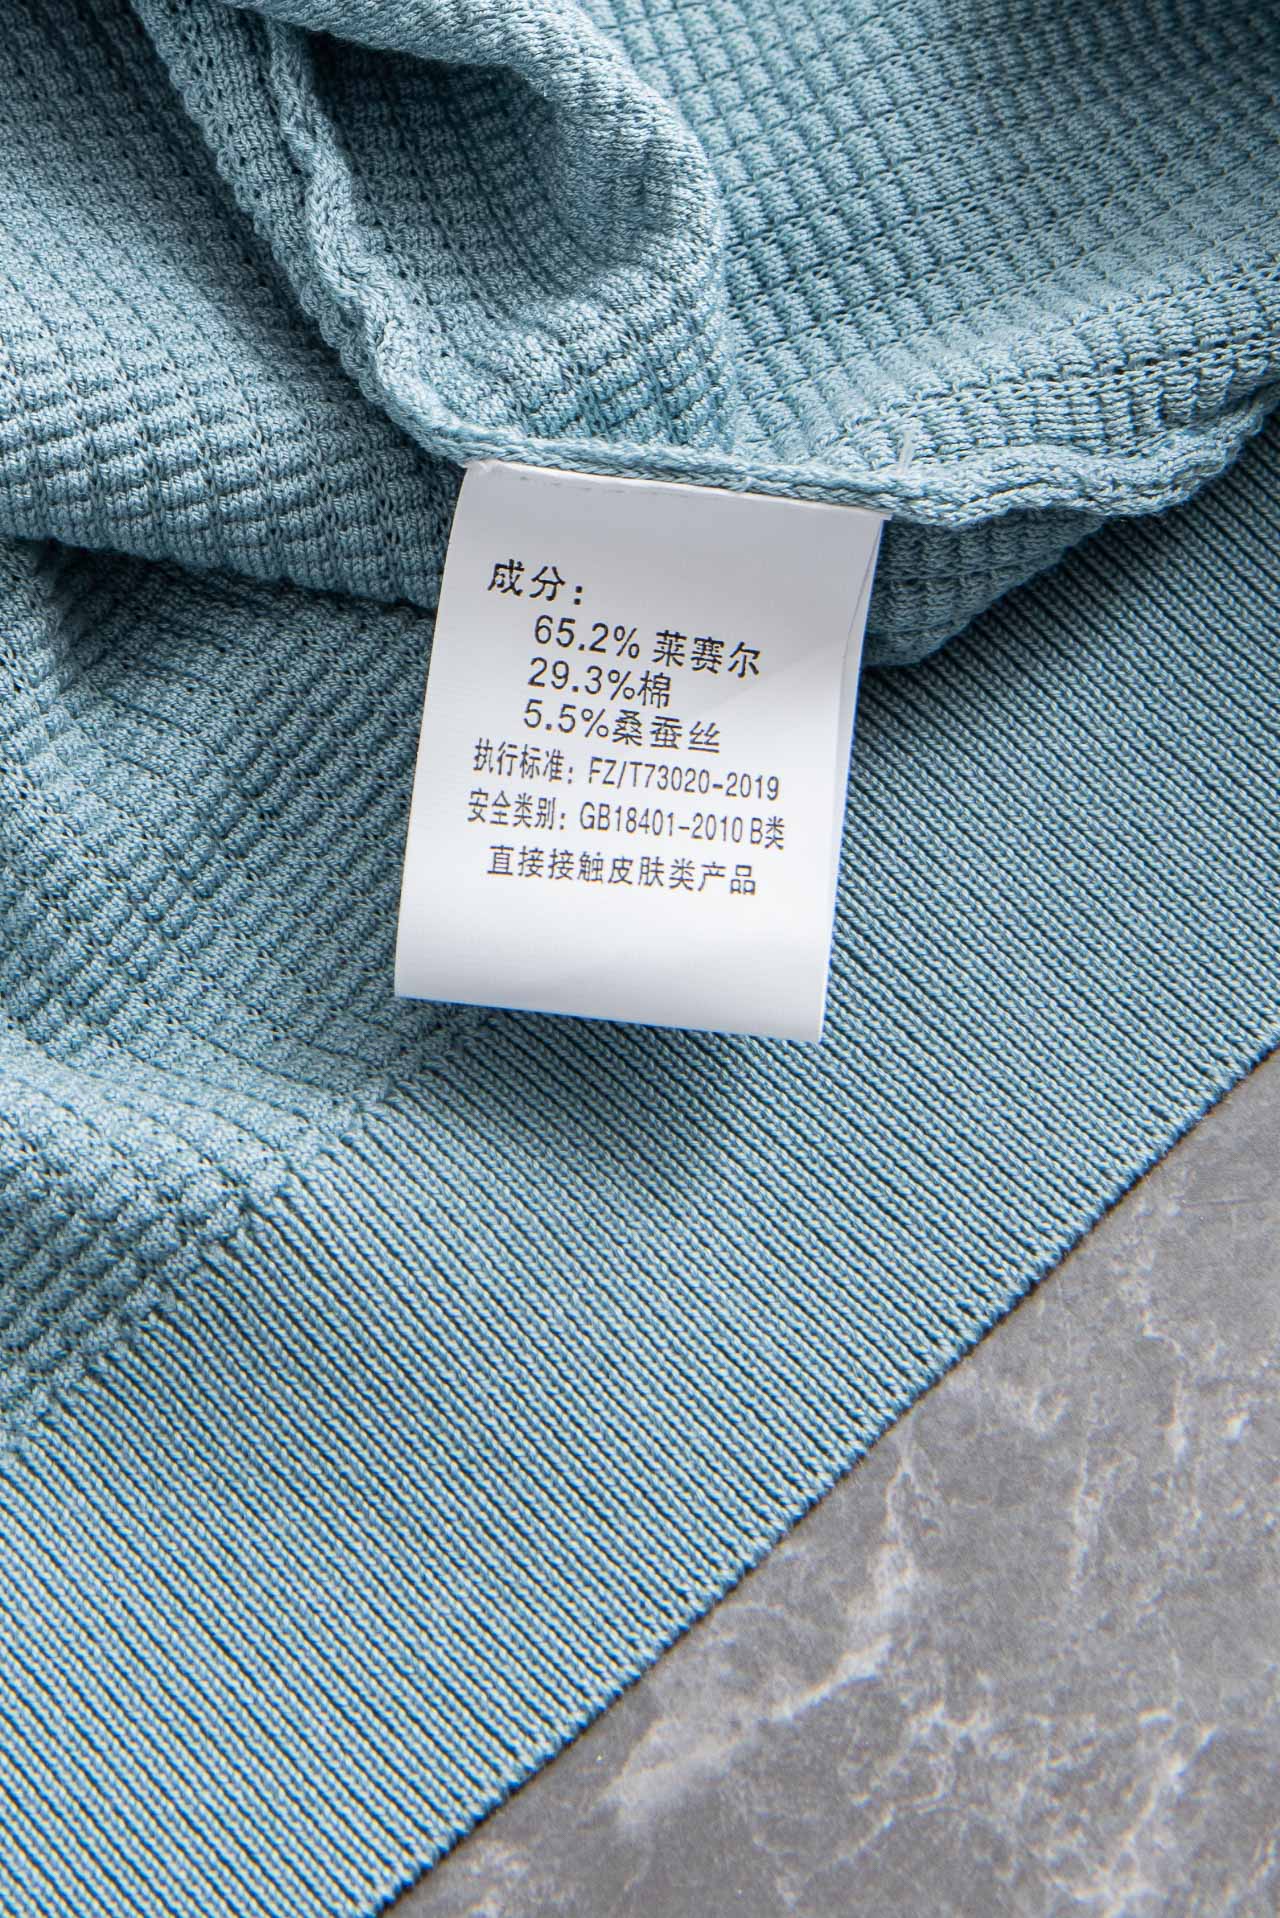 成分：
65.2% 莱赛尔
29.3%棉
5.5%桑蚕丝
执行标准：FZ/T73020-2019
安全类别：GB18401-2010 B类
直接接触皮肤类产品